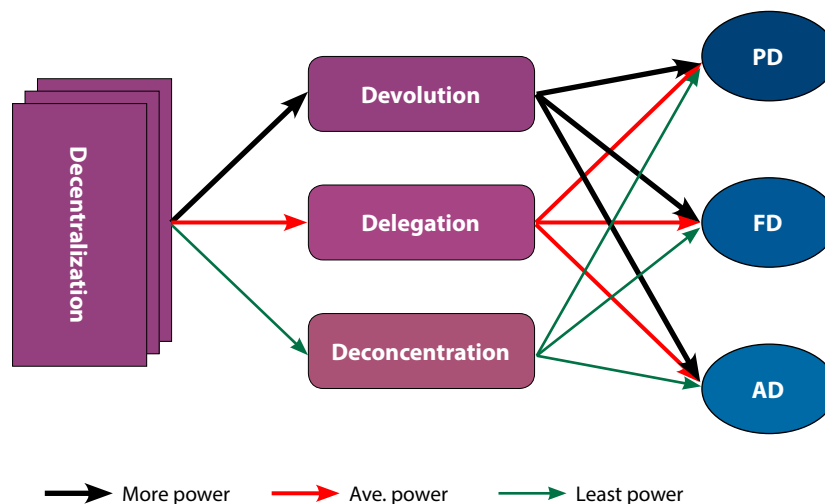 Decentralization
Devolution
Delegation
Deconcentration
PD
FD
AD
More power
Ave. power
Least power